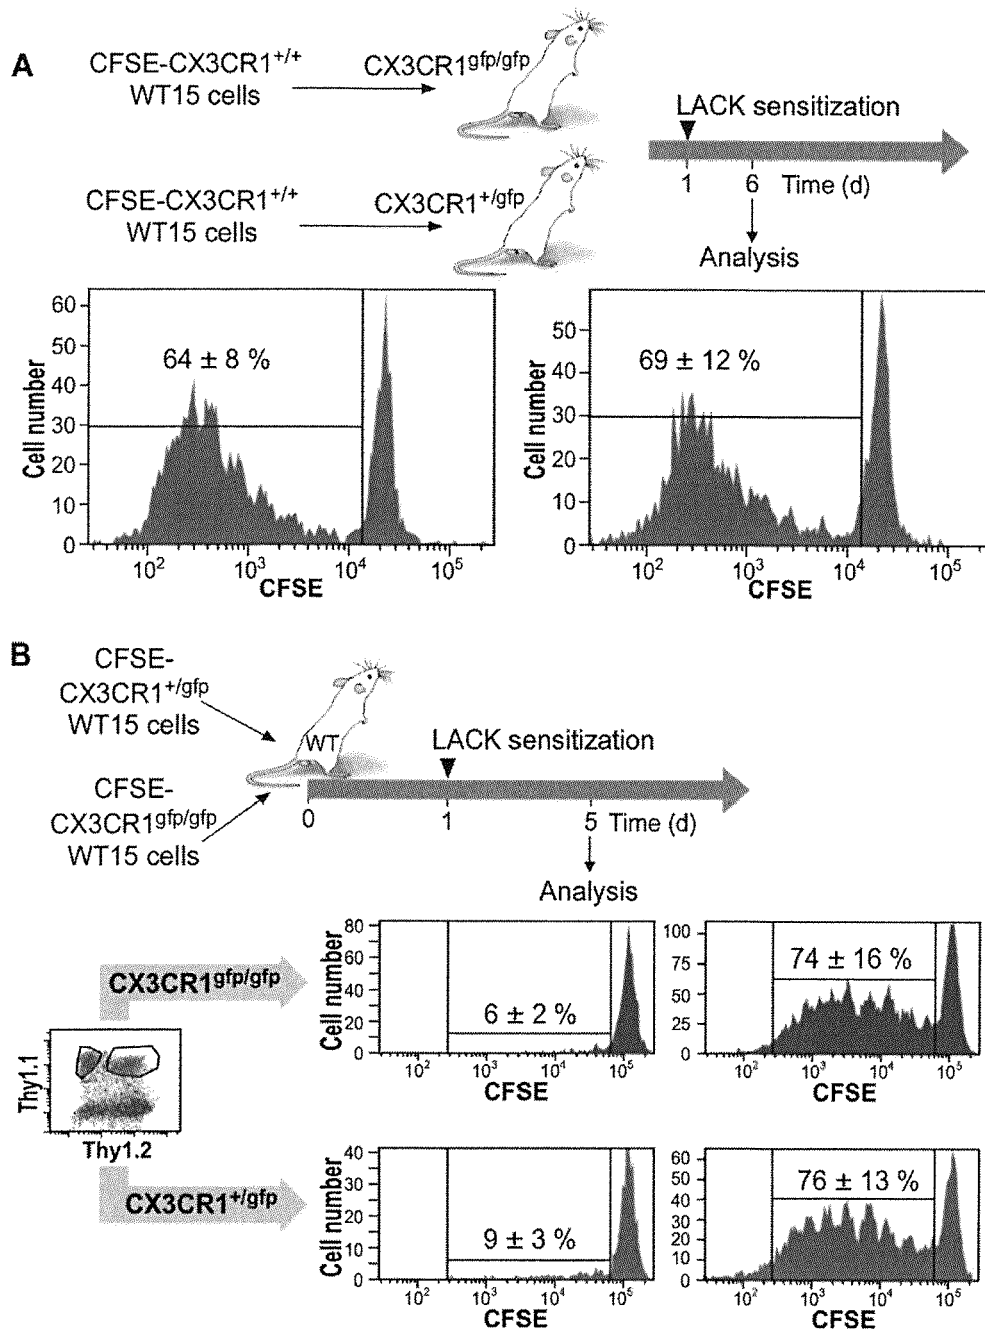 A
CFSE-CX3CR1+/+
WT15 cells
CX3CR1gfp/gfp
CFSE-CX3CR1+/+
WT15 cells
CX3CR1+/gfp
LACK sensitization
1 6 Time (d)
Analysis
Cell number
60
50
40
30
20
10
0
64 ± 8 %
10² 10³ 10⁴ 10⁵
CFSE
Cell number
50
40
30
20
10
0
69 ± 12 %
10² 10³ 10⁴ 10⁵
CFSE
B
CFSE-
CX3CR1+/gfp
WT15 cells
CFSE-
CX3CR1gfp/gfp
WT15 cells
WT
LACK sensitization
0 1 5 Time (d)
Analysis
CX3CR1gfp/gfp
Thy1.1
Thy1.2
CX3CR1+/gfp
Cell number
80
60
40
20
0
6 ± 2 %
10² 10³ 10⁴ 10⁵
CFSE
100
75
50
25
0
74 ± 16 %
10² 10³ 10⁴ 10⁵
CFSE
Cell number
40
30
20
10
0
9 ± 3 %
10² 10³ 10⁴ 10⁵
CFSE
60
50
40
30
20
10
0
76 ± 13 %
10² 10³ 10⁴ 10⁵
CFSE